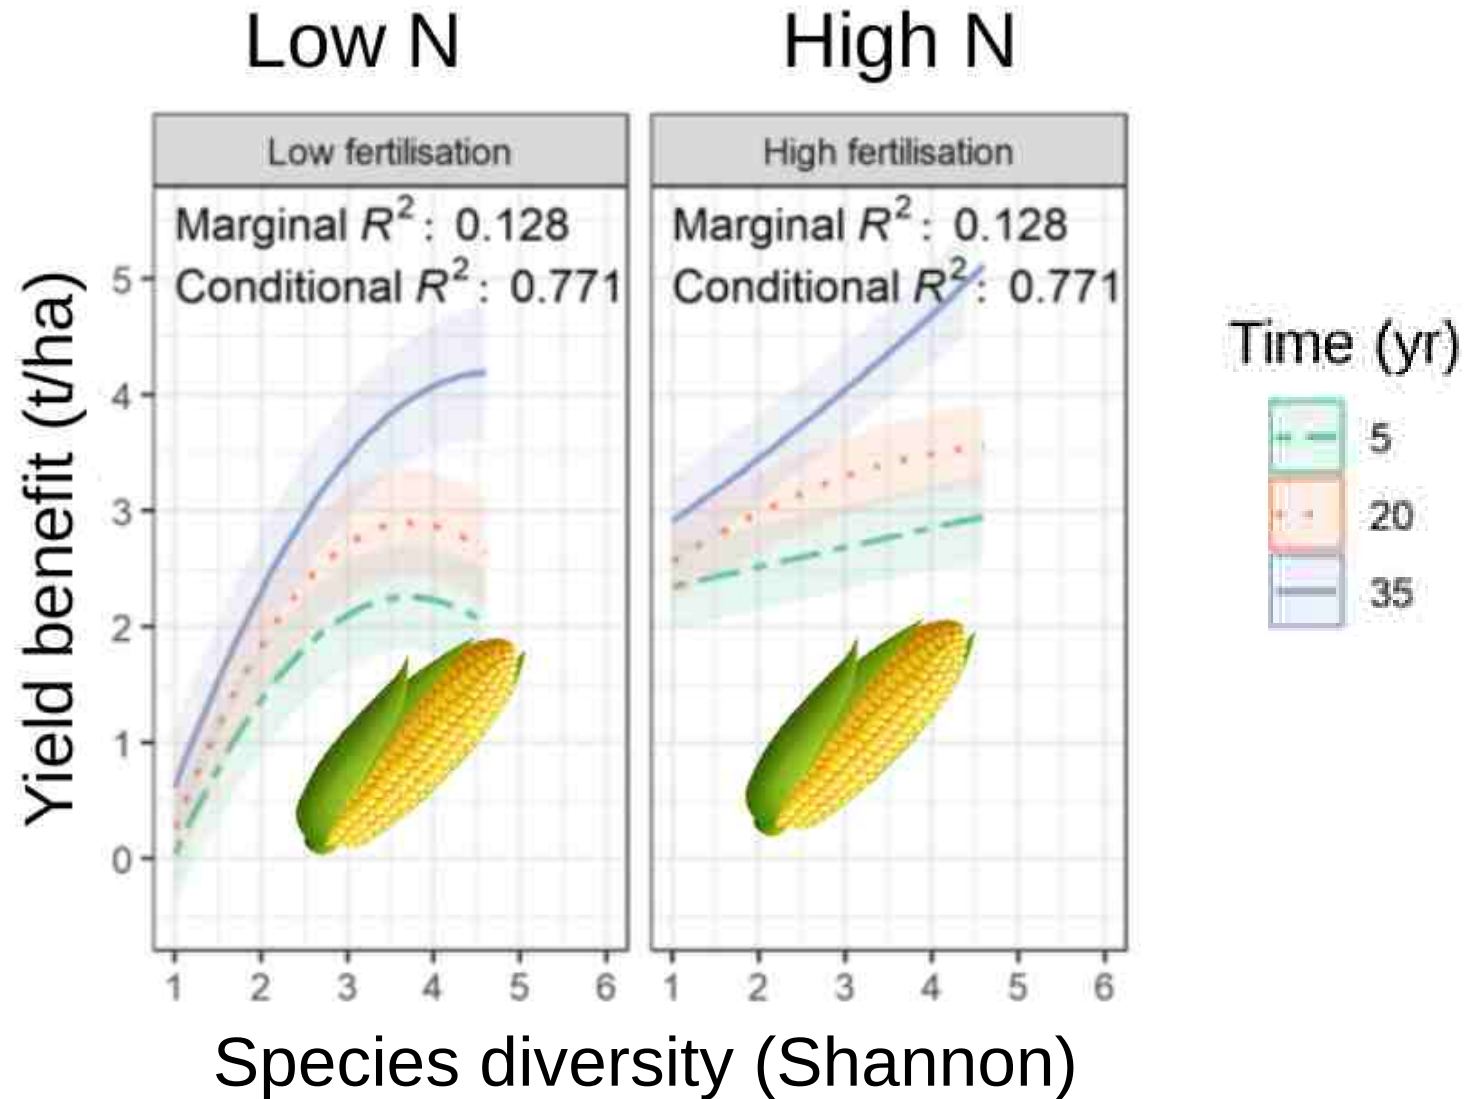 Low N
High N
Low fertilisation
High fertilisation
Marginal R²: 0.128
Conditional R²: 0.771
Marginal R²: 0.128
Conditional R²: 0.771
Yield benefit (t/ha)
5
4
3
2
1
0
1 2 3 4 5 6
1 2 3 4 5 6
Species diversity (Shannon)
Time (yr)
5
20
35